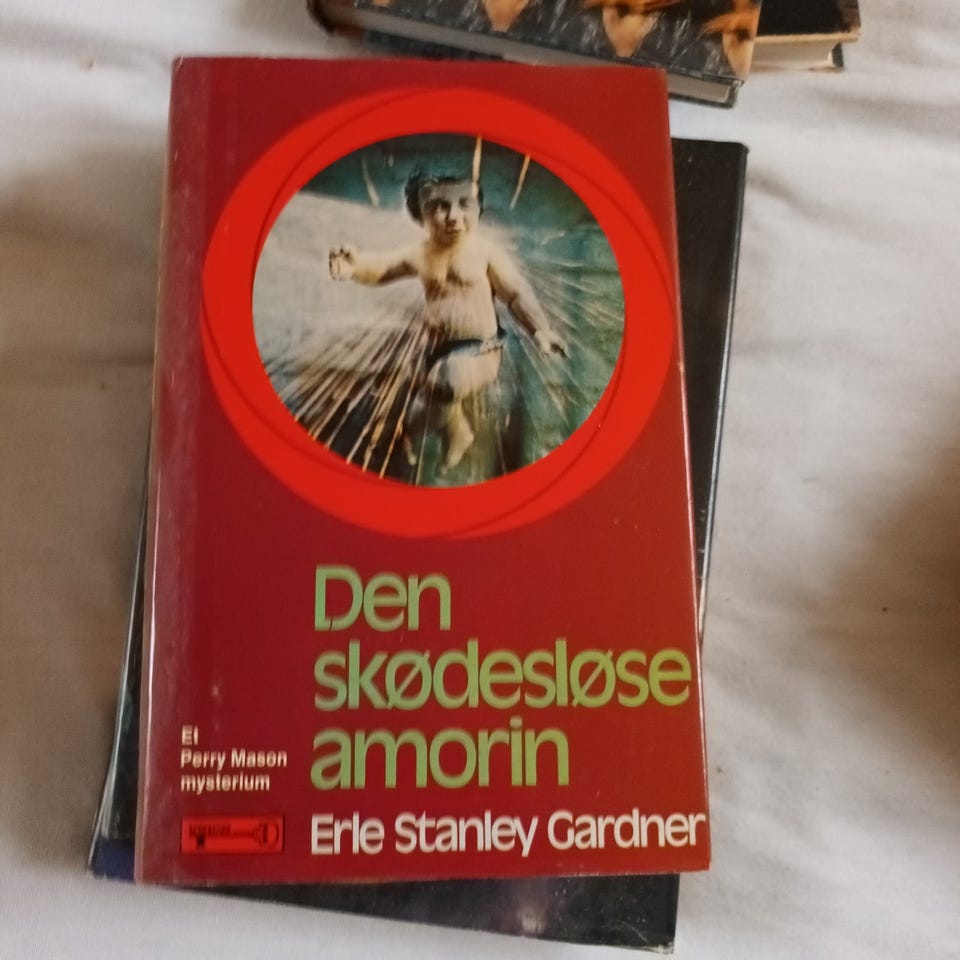 Den
skødesløse
amorin
Et
Perry Mason
mysterium
Erle Stanley Gardner